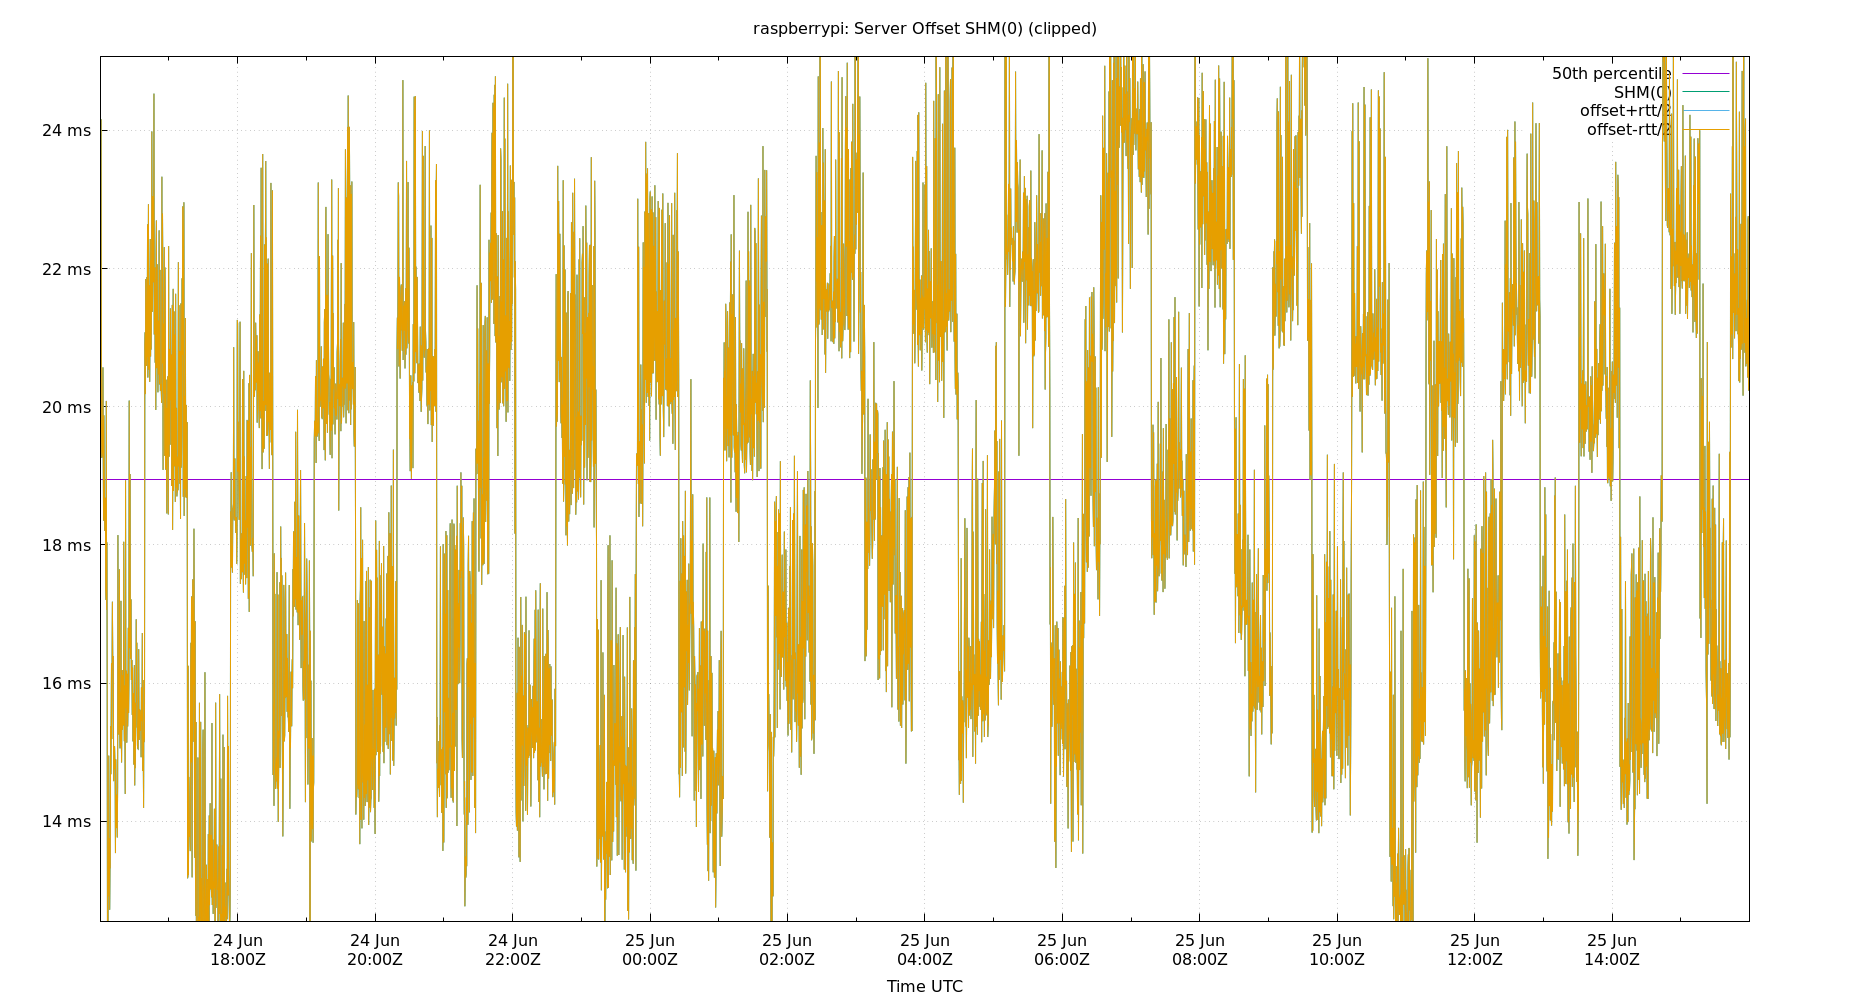 raspberrypi: Server Offset SHM(0) (clipped)
50th percentile
SHM(0)
offset+rtt/2
offset-rtt/2
24 ms
22 ms
20 ms
18 ms
16 ms
14 ms
24 Jun
18:00Z
24 Jun
20:00Z
24 Jun
22:00Z
25 Jun
00:00Z
25 Jun
02:00Z
25 Jun
04:00Z
25 Jun
06:00Z
25 Jun
08:00Z
25 Jun
10:00Z
25 Jun
12:00Z
25 Jun
14:00Z
Time UTC